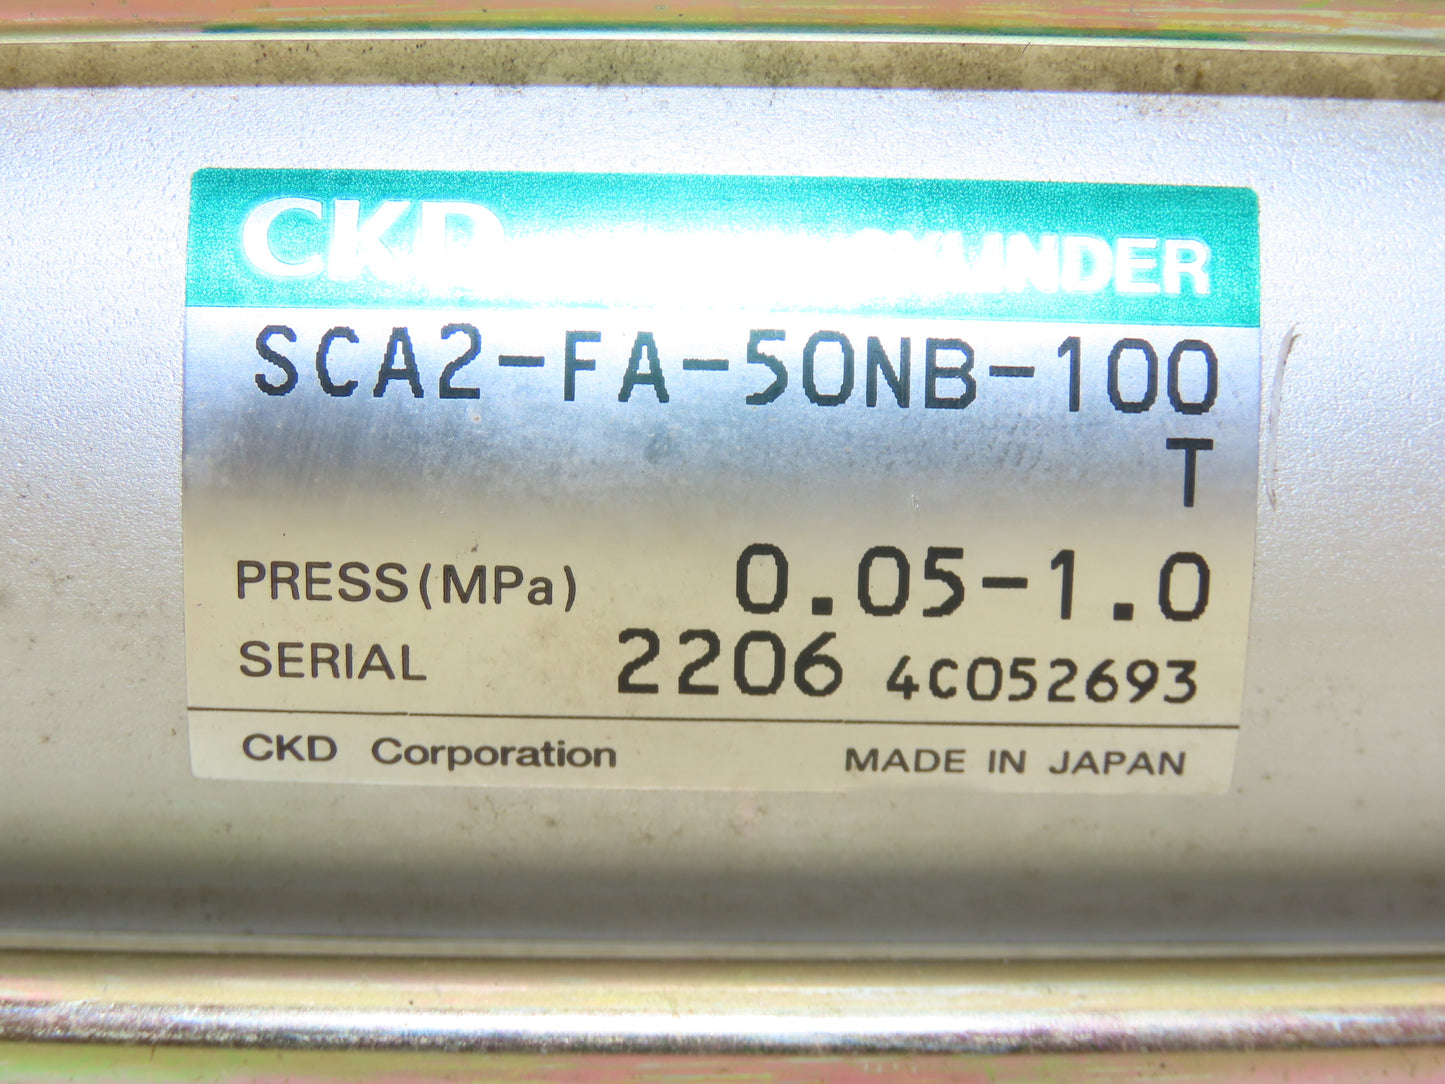 CKD
SCA2-FA-50NB-100
T
PRESS(MPa) 0.05-1.0
SERIAL 2206 4C052693
CKD Corporation MADE IN JAPAN